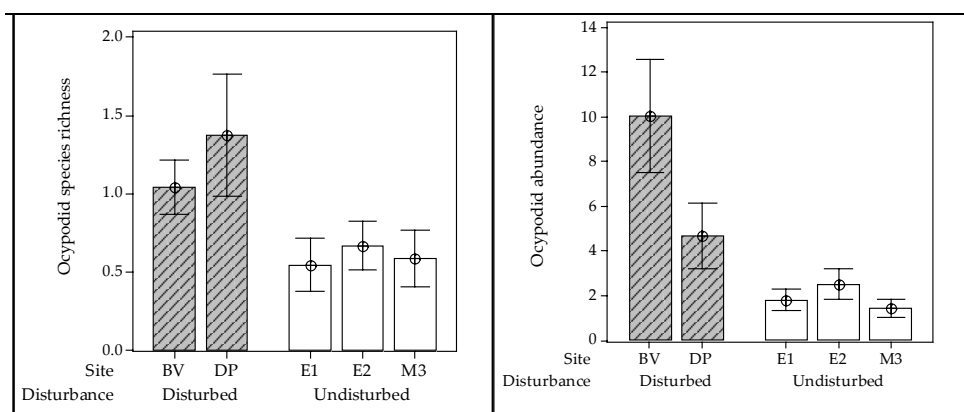 Ocypodid species richness
2.0
1.5
1.0
0.5
0.0
Site BV DP E1 E2 M3
Disturbance Disturbed Undisturbed
Ocypodid abundance
14
12
10
8
6
4
2
0
Site BV DP E1 E2 M3
Disturbance Disturbed Undisturbed